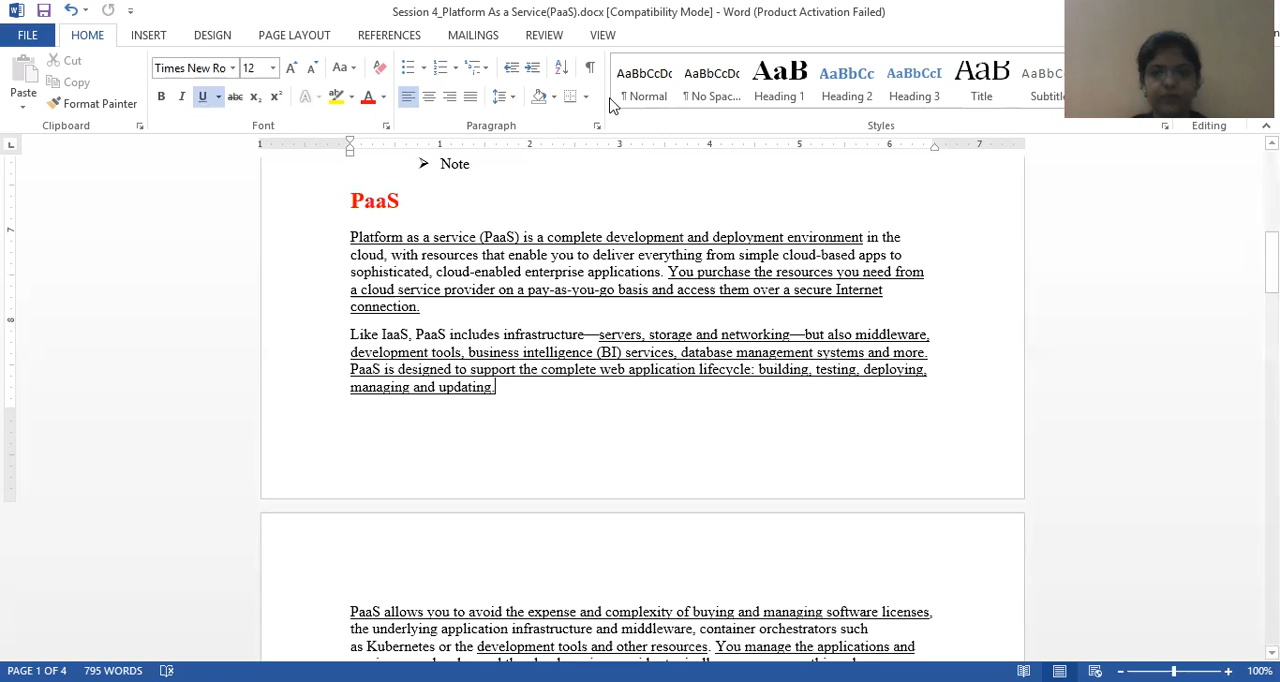 Session 4_Platform As a Service(PaaS).docx [Compatibility Mode] - Word (Product Activation Failed)
FILE HOME INSERT DESIGN PAGE LAYOUT REFERENCES MAILINGS REVIEW VIEW
Cut
Copy
Format Painter
Paste
Clipboard
Times New Ro 12
Font
Paragraph
AaBbCcDc AaBbCcDc AaB AaBbCc AaBbCcI AaB AaBbCc
¶ Normal ¶ No Spac... Heading 1 Heading 2 Heading 3 Title Subtitl
Styles
Editing
1 1 2 3 4 5 6 7
➢ Note
PaaS
Platform as a service (PaaS) is a complete development and deployment environment in the
cloud, with resources that enable you to deliver everything from simple cloud-based apps to
sophisticated, cloud-enabled enterprise applications. You purchase the resources you need from
a cloud service provider on a pay-as-you-go basis and access them over a secure Internet
connection.
Like IaaS, PaaS includes infrastructure—servers, storage and networking—but also middleware,
development tools, business intelligence (BI) services, database management systems and more.
PaaS is designed to support the complete web application lifecycle: building, testing, deploying,
managing and updating.
PaaS allows you to avoid the expense and complexity of buying and managing software licenses,
the underlying application infrastructure and middleware, container orchestrators such
as Kubernetes or the development tools and other resources. You manage the applications and
PAGE 1 OF 4 795 WORDS 100%